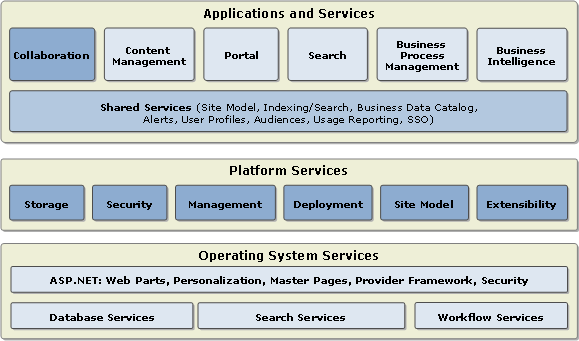 Applications and Services
Collaboration
Content
Management
Portal
Search
Business
Process
Management
Business
Intelligence
Shared Services (Site Model, Indexing/Search, Business Data Catalog,
Alerts, User Profiles, Audiences, Usage Reporting, SSO)
Platform Services
Storage
Security
Management
Deployment
Site Model
Extensibility
Operating System Services
ASP.NET: Web Parts, Personalization, Master Pages, Provider Framework, Security
Database Services
Search Services
Workflow Services